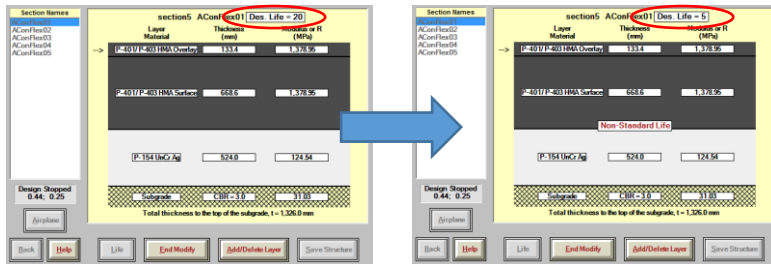 Section Names
AConFlex01
AConFlex02
AConFlex03
AConFlex04
AConFlex05
section5 AConFlex01 Des. Life = 20
Layer Material Thickness (mm) Modulus or R (MPa)
--> P-401/ P-403 HMA Overlay 133.4 1,378.95
P-401/ P-403 HMA Surface 668.6 1,378.95
P-154 UnCr Ag 524.0 124.54
Subgrade CBR = 3.0 31.03
Total thickness to the top of the subgrade, t = 1,326.0 mm
Design Stopped
0.44; 0.25
Airplane
Back Help Life End Modify Add/Delete Layer Save Structure
Section Names
AConFlex01
AConFlex02
AConFlex03
AConFlex04
AConFlex05
section5 AConFlex01 Des. Life = 5
Layer Material Thickness (mm) Modulus or R (MPa)
--> P-401/ P-403 HMA Overlay 133.4 1,378.95
P-401/ P-403 HMA Surface 668.6 1,378.95
Non-Standard Life
P-154 UnCr Ag 524.0 124.54
Subgrade CBR = 3.0 31.03
Total thickness to the top of the subgrade, t = 1,326.0 mm
Design Stopped
0.44; 0.25
Airplane
Back Help Life End Modify Add/Delete Layer Save Structure